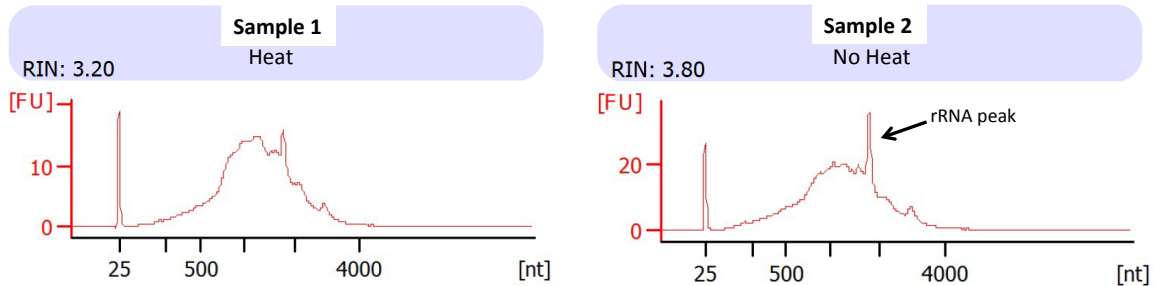 Sample 1
Heat
RIN: 3.20
[FU]
10
0
25 500 4000 [nt]
Sample 2
No Heat
RIN: 3.80
[FU]
rRNA peak
20
0
25 500 4000 [nt]